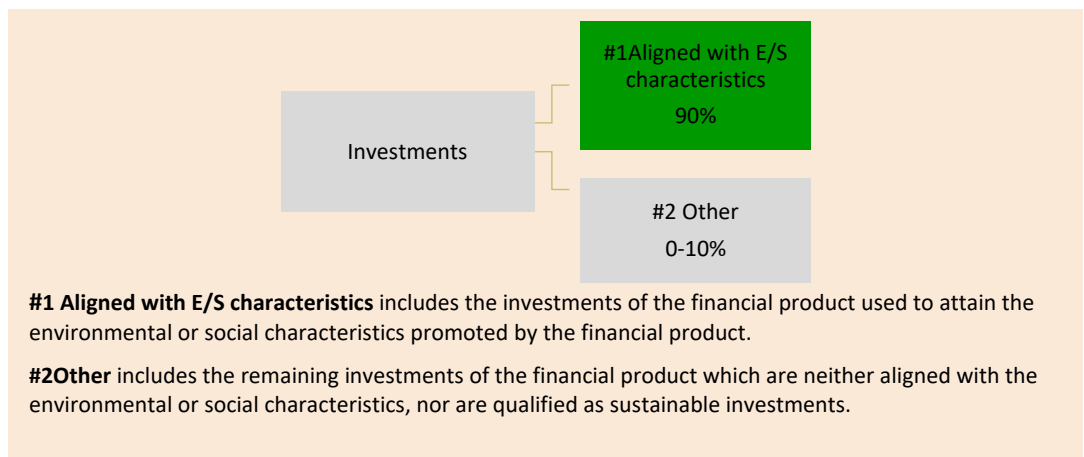 #1Aligned with E/S
characteristics
90%
Investments
#2 Other
0-10%
#1 Aligned with E/S characteristics includes the investments of the financial product used to attain the
environmental or social characteristics promoted by the financial product.
#2Other includes the remaining investments of the financial product which are neither aligned with the
environmental or social characteristics, nor are qualified as sustainable investments.